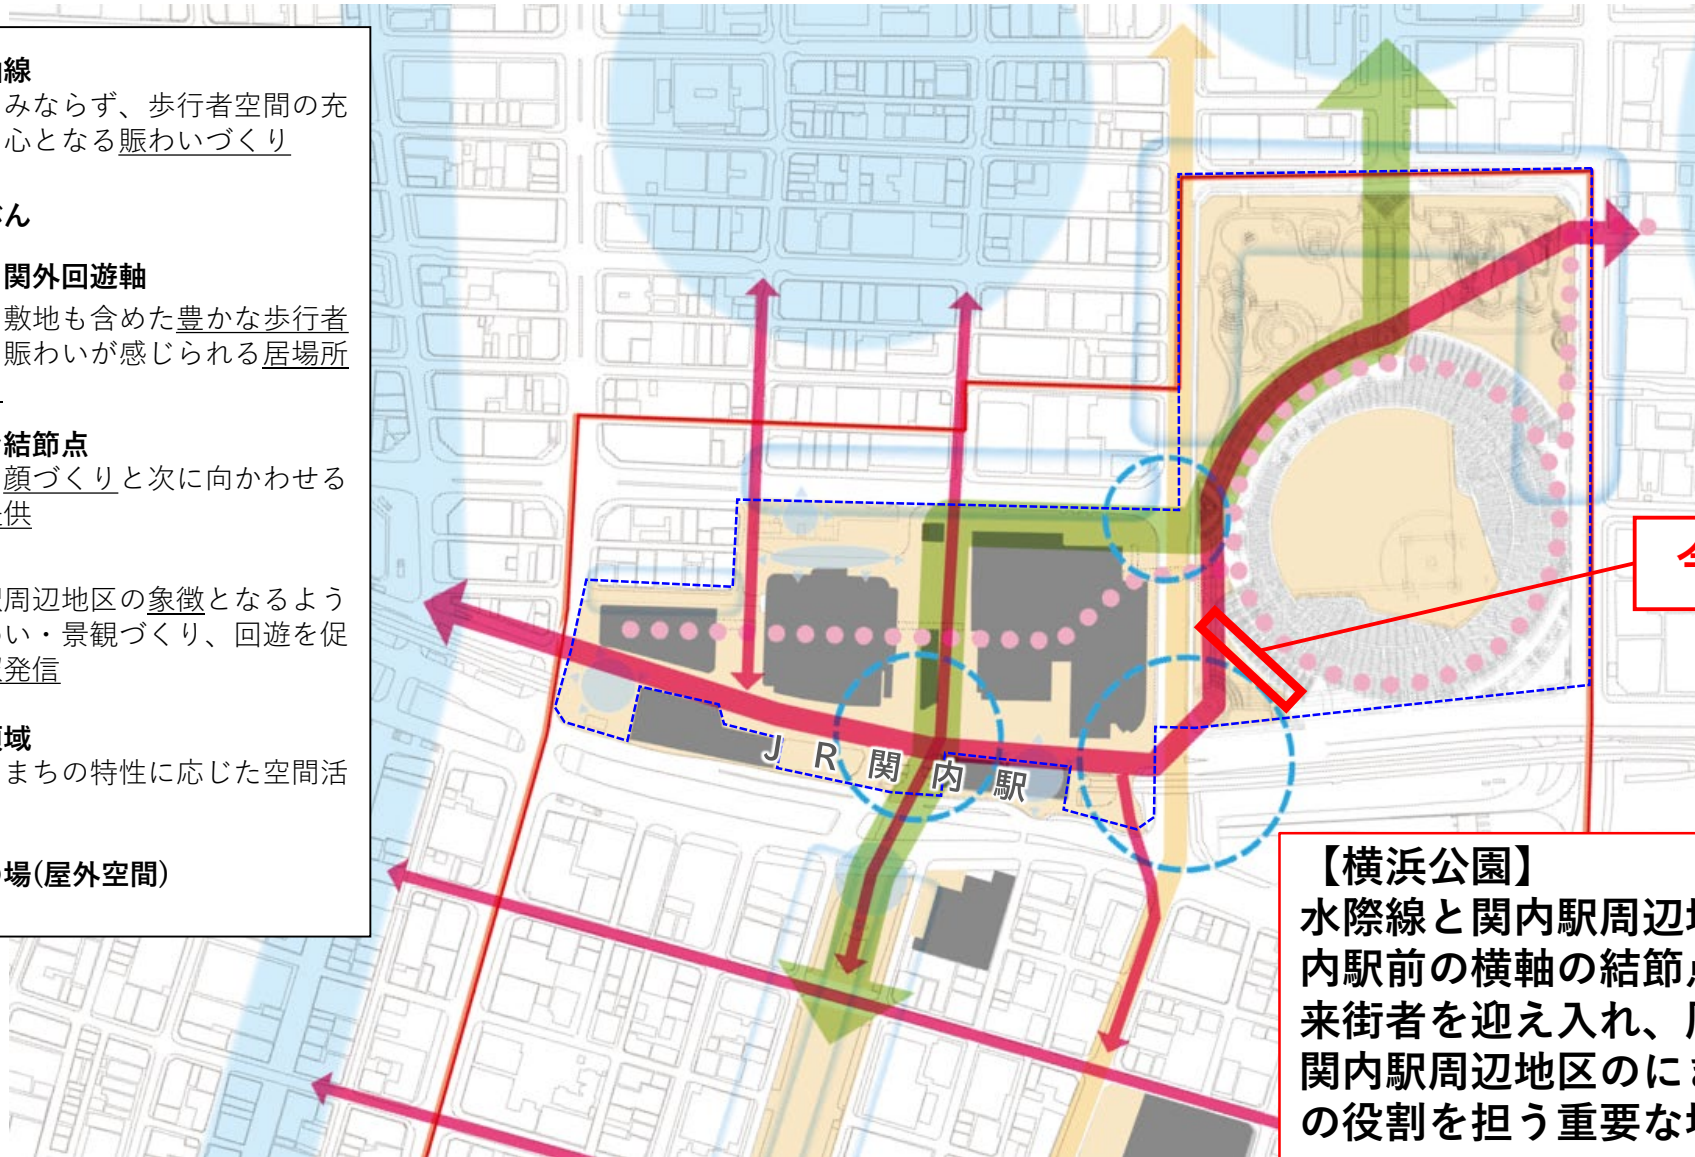 線
みならず、歩行者空間の充
心となる賑わいづくり
ん
関外回遊軸
敷地も含めた豊かな歩行者
賑わいが感じられる居場所
結節点
顔づくりと次に向かわせる
供
周辺地区の象徴となるよう
い・景観づくり、回遊を促
発信
域
まちの特性に応じた空間活
場(屋外空間)
JR関内駅
【横浜公園】
水際線と関内駅周辺
内駅前の横軸の結節点
来街者を迎え入れ、
関内駅周辺地区のに
の役割を担う重要な